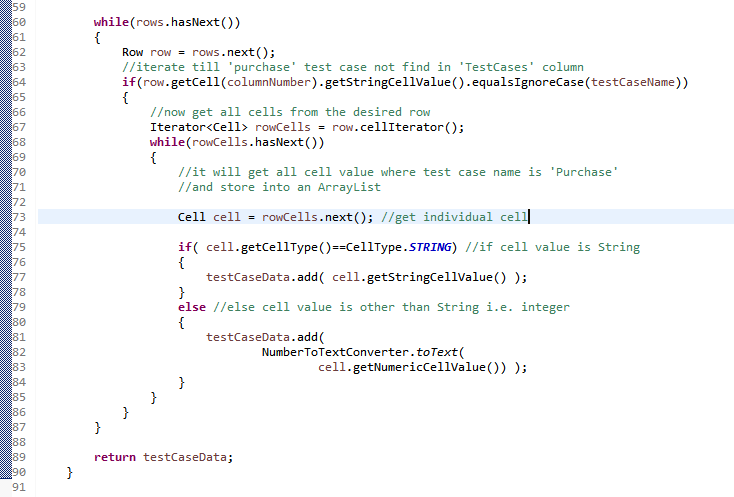 59
60 while(rows.hasNext())
61 {
62 Row row = rows.next();
63 //iterate till 'purchase' test case not find in 'TestCases' column
64 if(row.getCell(columnNumber).getStringCellValue().equalsIgnoreCase(testCaseName))
65 {
66 //now get all cells from the desired row
67 Iterator<Cell> rowCells = row.cellIterator();
68 while(rowCells.hasNext())
69 {
70 //it will get all cell value where test case name is 'Purchase'
71 //and store into an ArrayList
72
73 Cell cell = rowCells.next(); //get individual cell
74
75 if( cell.getCellType()==CellType.STRING) //if cell value is String
76 {
77 testCaseData.add( cell.getStringCellValue() );
78 }
79 else //else cell value is other than String i.e. integer
80 {
81 testCaseData.add(
82 NumberToTextConverter.toText(
83 cell.getNumericCellValue()) );
84 }
85 }
86 }
87 }
88
89 return testCaseData;
90 }
91